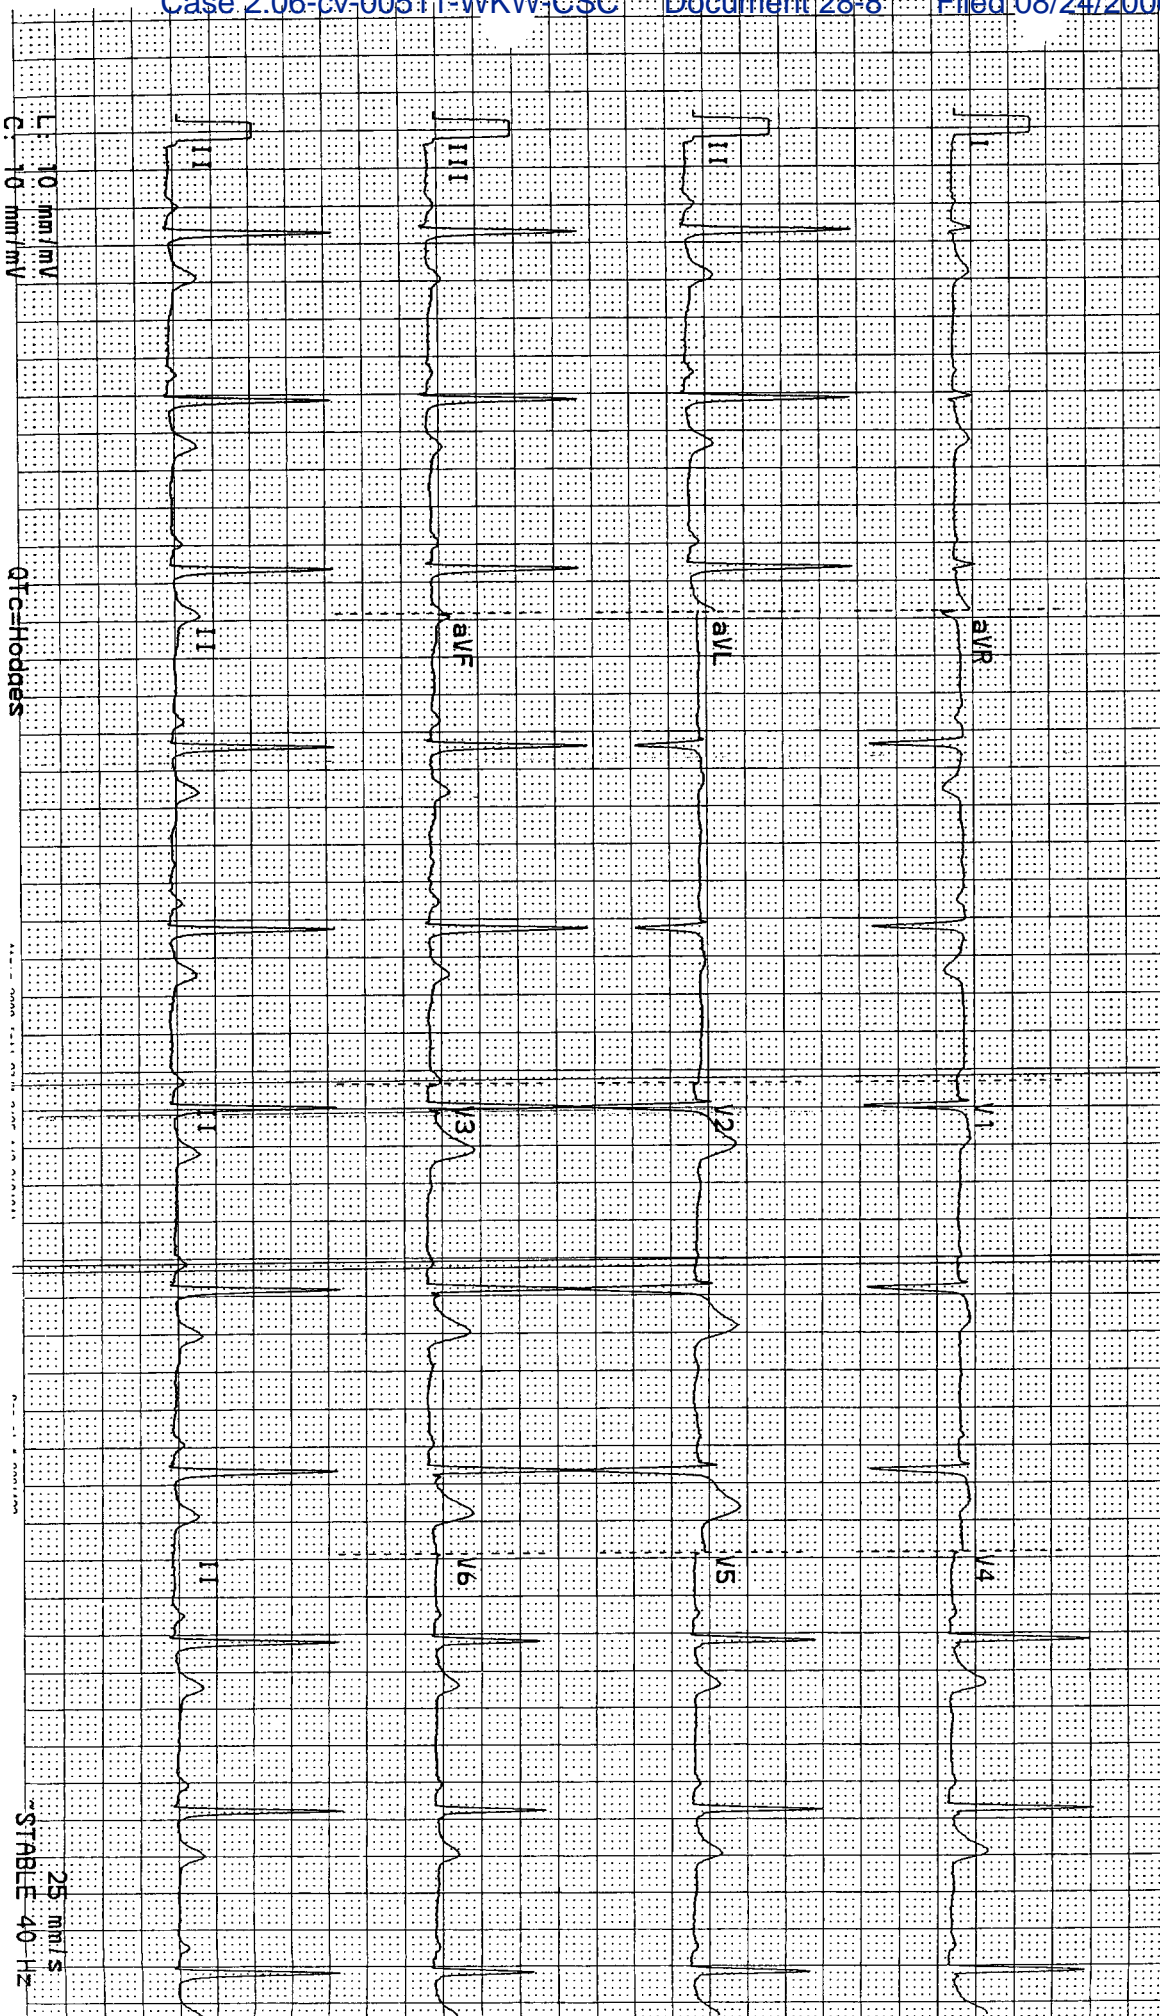 Case 2:06-cv-00511-WKW-CSC Document 28-8 Filed 08/24/200
I
aVR
V1
V4
II
aVL
V2
V5
III
aVF
V3
V6
II
II
II
II
L: 10 mm/mV
C: 10 mm/mV
QTc=Hodges
25 mm/s
~STABLE 40 Hz